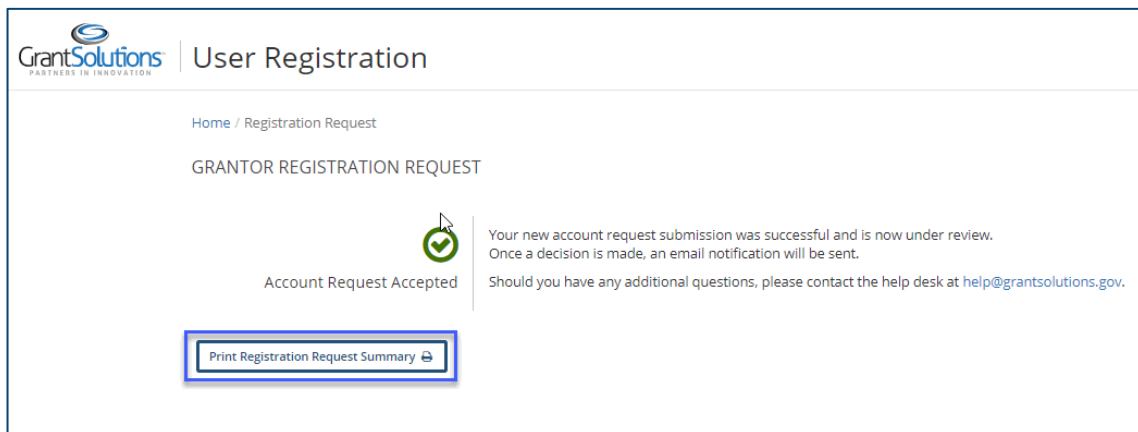 GrantSolutions
PARTNERS IN INNOVATION
User Registration
Home / Registration Request
GRANTOR REGISTRATION REQUEST
Account Request Accepted
Your new account request submission was successful and is now under review.
Once a decision is made, an email notification will be sent.
Should you have any additional questions, please contact the help desk at help@grantsolutions.gov.
Print Registration Request Summary